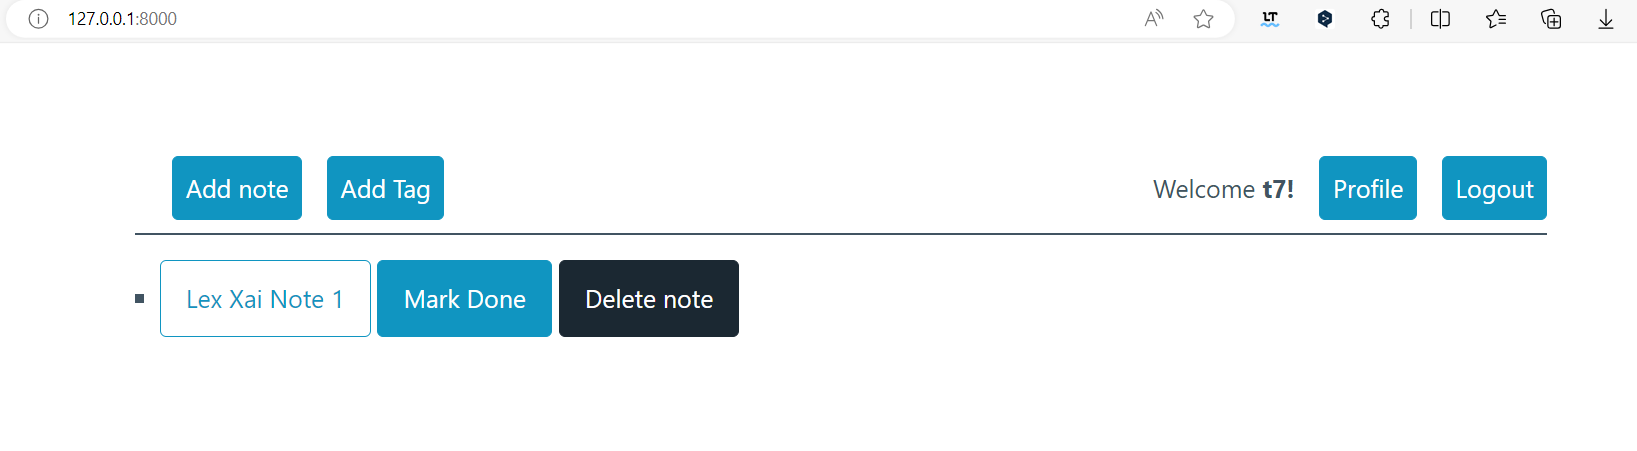 127.0.0.1:8000
Add note Add Tag Welcome t7! Profile Logout
Lex Xai Note 1 Mark Done Delete note